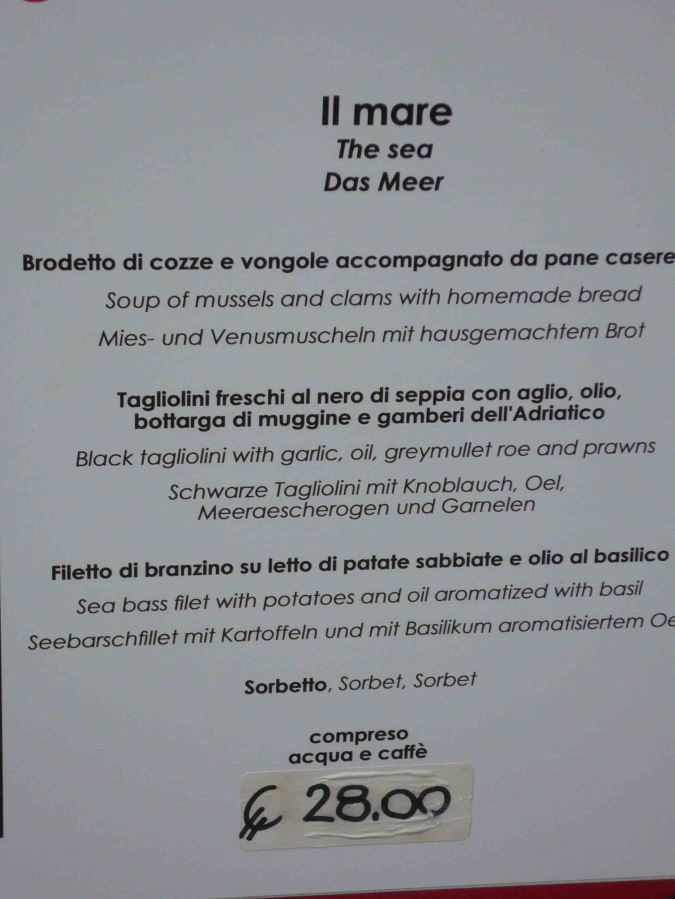 Il mare
The sea
Das Meer
Brodetto di cozze e vongole accompagnato da pane casere
Soup of mussels and clams with homemade bread
Mies- und Venusmuscheln mit hausgemachtem Brot
Tagliolini freschi al nero di seppia con aglio, olio,
bottarga di muggine e gamberi dell'Adriatico
Black tagliolini with garlic, oil, greymullet roe and prawns
Schwarze Tagliolini mit Knoblauch, Oel,
Meeraescherogen und Garnelen
Filetto di branzino su letto di patate sabbiate e olio al basilico
Sea bass filet with potatoes and oil aromatized with basil
Seebarschfillet mit Kartoffeln und mit Basilikum aromatisiertem Oe
Sorbetto, Sorbet, Sorbet
compreso
acqua e caffè
€ 28.00